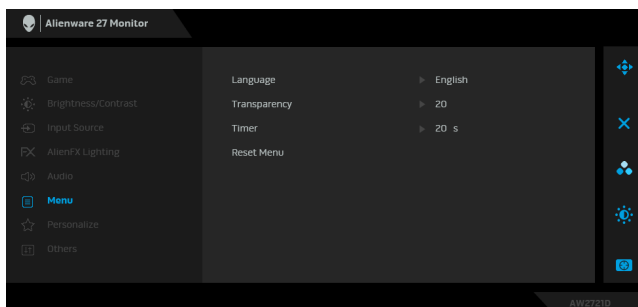 Alienware 27 Monitor
Game
Brightness/Contrast
Input Source
FX AlienFX Lighting
Audio
Menu
Personalize
Others
Language English
Transparency 20
Timer 20 s
Reset Menu
AW2721D